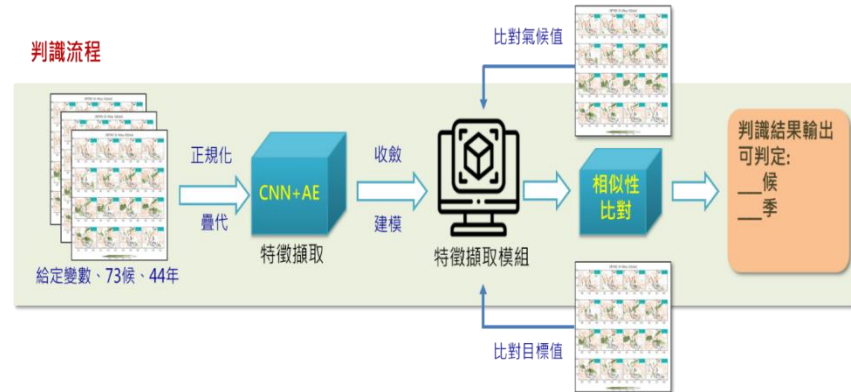 判識流程
比對氣候值
正規化
疊代
CNN+AE
特徵擷取
收斂
建模
特徵擷取模組
相似性
比對
判識結果輸出
可判定:
___候
___季
給定變數、73候、44年
比對目標值